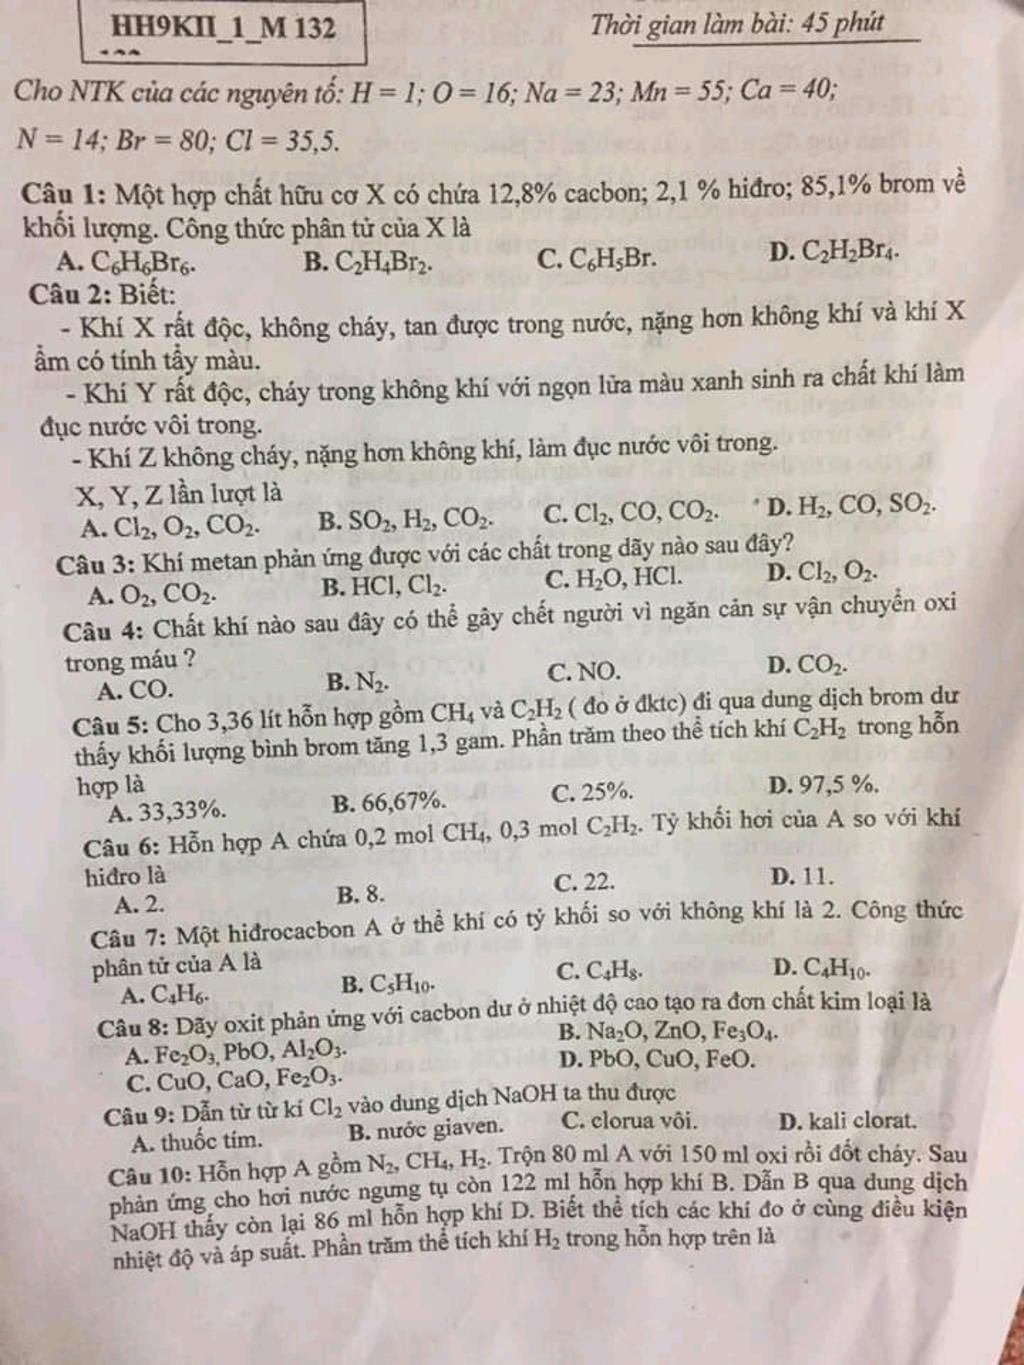 HH9KII_1_M 132
Thời gian làm bài: 45 phút
Cho NTK của các nguyên tố: H = 1; O = 16; Na = 23; Mn = 55; Ca = 40;
N = 14; Br = 80; Cl = 35,5.
Câu 1: Một hợp chất hữu cơ X có chứa 12,8% cacbon; 2,1 % hiđro; 85,1% brom về
khối lượng. Công thức phân tử của X là
A. C₆H₆Br₆. B. C₂H₄Br₂. C. C₆H₅Br. D. C₂H₂Br₄.
Câu 2: Biết:
- Khí X rất độc, không cháy, tan được trong nước, nặng hơn không khí và khí X
ẩm có tính tẩy màu.
- Khí Y rất độc, cháy trong không khí với ngọn lửa màu xanh sinh ra chất khí làm
đục nước vôi trong.
- Khí Z không cháy, nặng hơn không khí, làm đục nước vôi trong.
X, Y, Z lần lượt là
A. Cl₂, O₂, CO₂. B. SO₂, H₂, CO₂. C. Cl₂, CO, CO₂. D. H₂, CO, SO₂.
Câu 3: Khí metan phản ứng được với các chất trong dãy nào sau đây?
A. O₂, CO₂. B. HCl, Cl₂. C. H₂O, HCl. D. Cl₂, O₂.
Câu 4: Chất khí nào sau đây có thể gây chết người vì ngăn cản sự vận chuyển oxi
trong máu ?
A. CO. B. N₂. C. NO. D. CO₂.
Câu 5: Cho 3,36 lít hỗn hợp gồm CH₄ và C₂H₂ ( đo ở đktc) đi qua dung dịch brom dư
thấy khối lượng bình brom tăng 1,3 gam. Phần trăm theo thể tích khí C₂H₂ trong hỗn
hợp là
A. 33,33%. B. 66,67%. C. 25%. D. 97,5 %.
Câu 6: Hỗn hợp A chứa 0,2 mol CH₄, 0,3 mol C₂H₂. Tỷ khối hơi của A so với khí
hiđro là
A. 2. B. 8. C. 22. D. 11.
Câu 7: Một hiđrocacbon A ở thể khí có tỷ khối so với không khí là 2. Công thức
phân tử của A là
A. C₄H₆. B. C₅H₁₀. C. C₄H₈. D. C₄H₁₀.
Câu 8: Dãy oxit phản ứng với cacbon dư ở nhiệt độ cao tạo ra đơn chất kim loại là
A. Fe₂O₃, PbO, Al₂O₃. B. Na₂O, ZnO, Fe₃O₄.
C. CuO, CaO, Fe₂O₃. D. PbO, CuO, FeO.
Câu 9: Dẫn từ từ kí Cl₂ vào dung dịch NaOH ta thu được
A. thuốc tím. B. nước giaven. C. clorua vôi. D. kali clorat.
Câu 10: Hỗn hợp A gồm N₂, CH₄, H₂. Trộn 80 ml A với 150 ml oxi rồi đốt cháy. Sau
phản ứng cho hơi nước ngưng tụ còn 122 ml hỗn hợp khí B. Dẫn B qua dung dịch
NaOH thấy còn lại 86 ml hỗn hợp khí D. Biết thể tích các khí đo ở cùng điều kiện
nhiệt độ và áp suất. Phần trăm thể tích khí H₂ trong hỗn hợp trên là